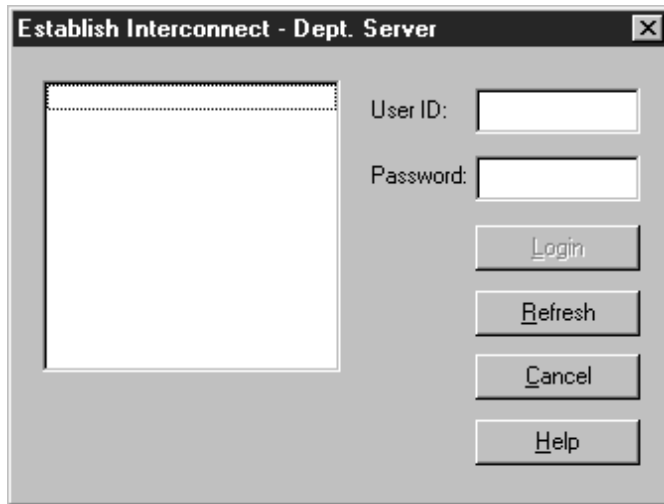 Establish Interconnect - Dept. Server
User ID:
Password:
Login
Refresh
Cancel
Help